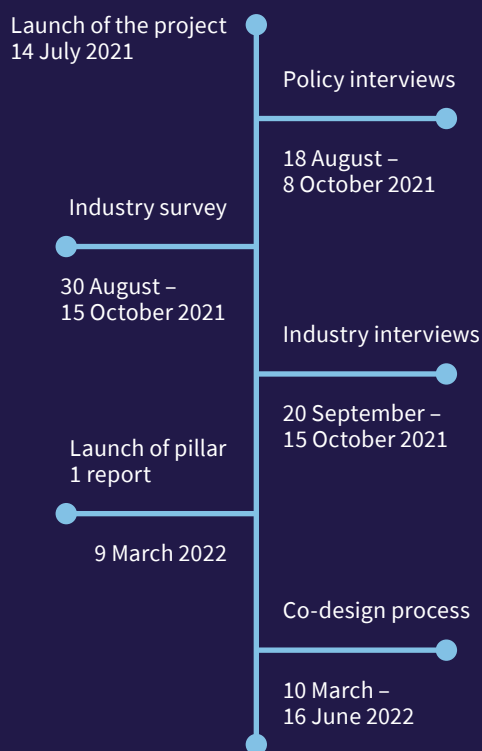 Launch of the project
14 July 2021
Policy interviews
18 August –
8 October 2021
Industry survey
30 August –
15 October 2021
Industry interviews
20 September –
15 October 2021
Launch of pillar
1 report
9 March 2022
Co-design process
10 March –
16 June 2022